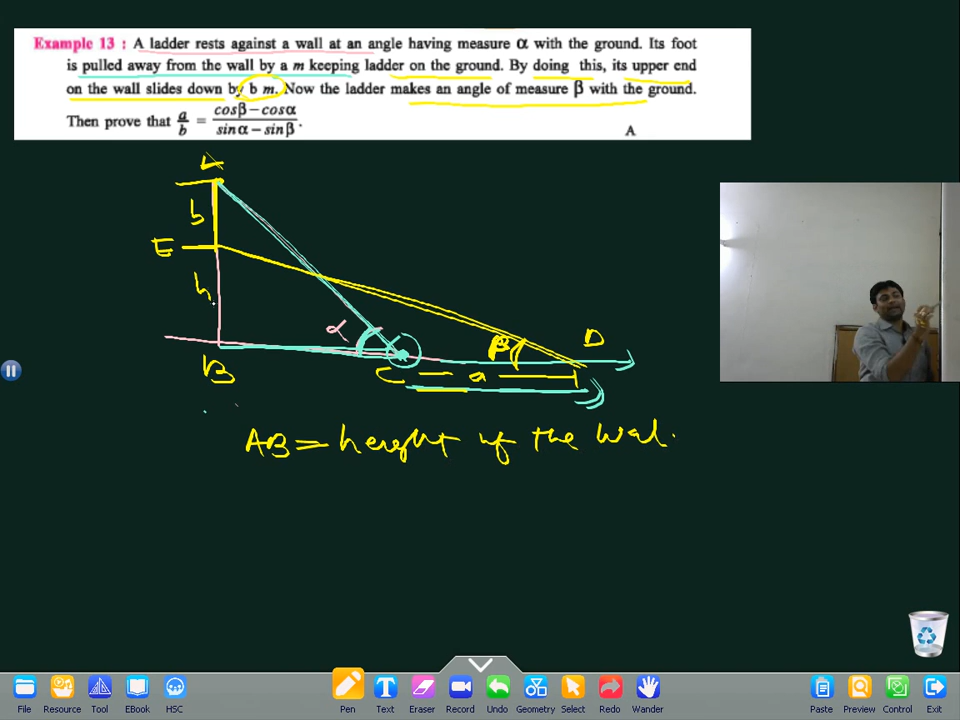 Example 13 : A ladder rests against a wall at an angle having measure α with the ground. Its foot
is pulled away from the wall by a m keeping ladder on the ground. By doing this, its upper end
on the wall slides down by b m. Now the ladder makes an angle of measure β with the ground.
Then prove that a/b = cosβ – cosα / sinα – sinβ.
A
A
b
E
h
α
β
D
B
C
a
AB = height of the wall.
File Resource Tool EBook HSC Pen Text Eraser Record Undo Geometry Select Redo Wander Paste Preview Control Exit